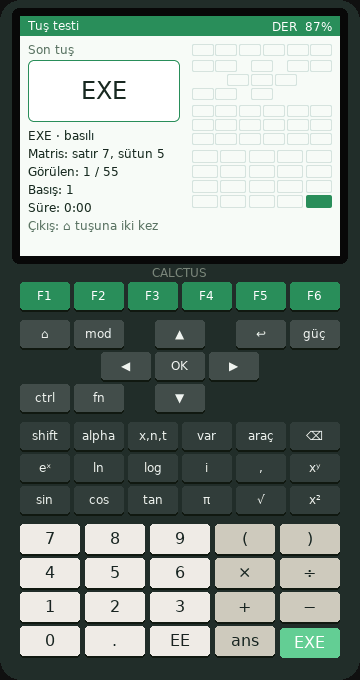 Tuş testi DER 87%
Son tuş
EXE
EXE · basılı
Matris: satır 7, sütun 5
Görülen: 1 / 55
Basış: 1
Süre: 0:00
Çıkış: ⌂ tuşuna iki kez
CALCTUS
F1 F2 F3 F4 F5 F6
⌂ mod ▲ ↩ güç
◀ OK ▶
ctrl fn ▼
shift alpha x,n,t var araç ⌫
eˣ ln log i , xʸ
sin cos tan π √ x²
7 8 9 ( )
4 5 6 × ÷
1 2 3 + −
0 . EE ans EXE